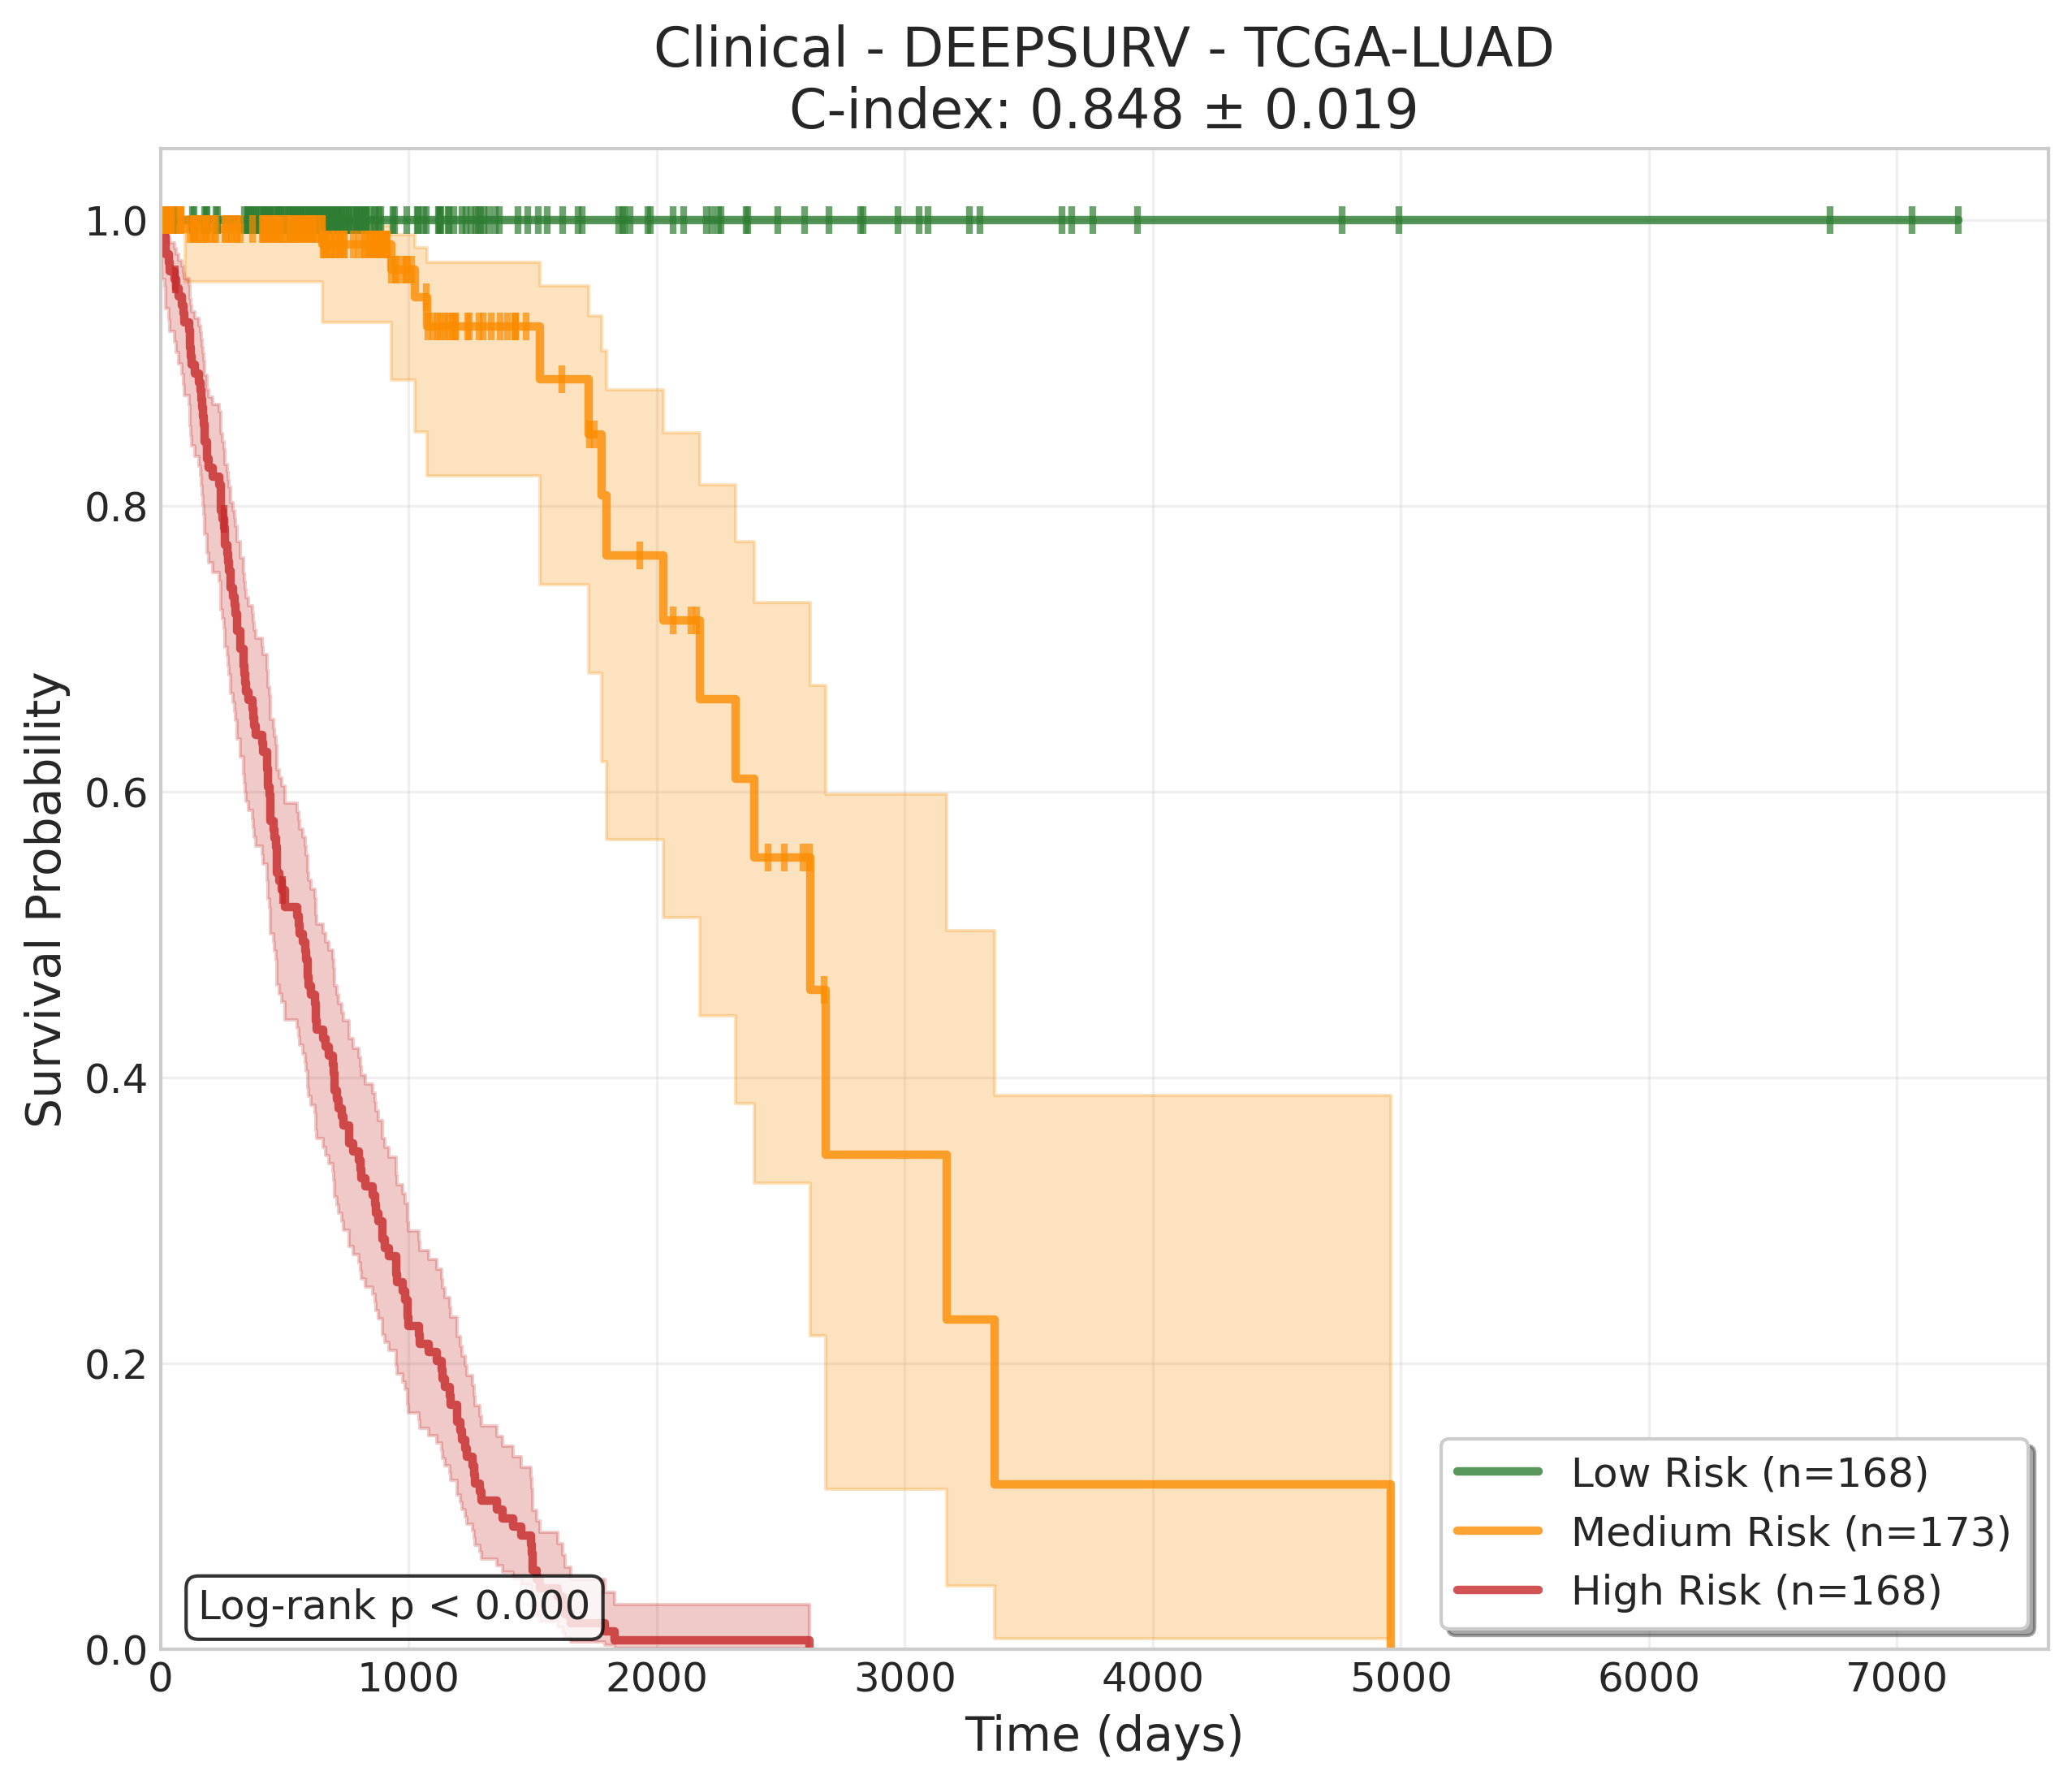 Clinical - DEEPSURV - TCGA-LUAD
C-index: 0.848 ± 0.019
Survival Probability
1.0
0.8
0.6
0.4
0.2
0.0
Low Risk (n=168)
Medium Risk (n=173)
High Risk (n=168)
Log-rank p < 0.000
0 1000 2000 3000 4000 5000 6000 7000
Time (days)